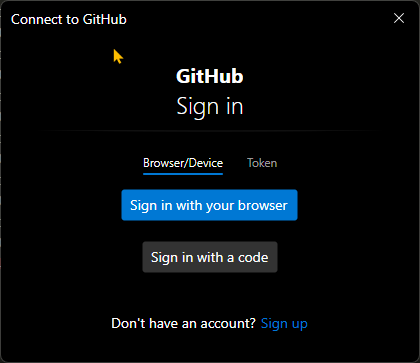 Connect to GitHub
GitHub
Sign in
Browser/Device Token
Sign in with your browser
Sign in with a code
Don't have an account? Sign up